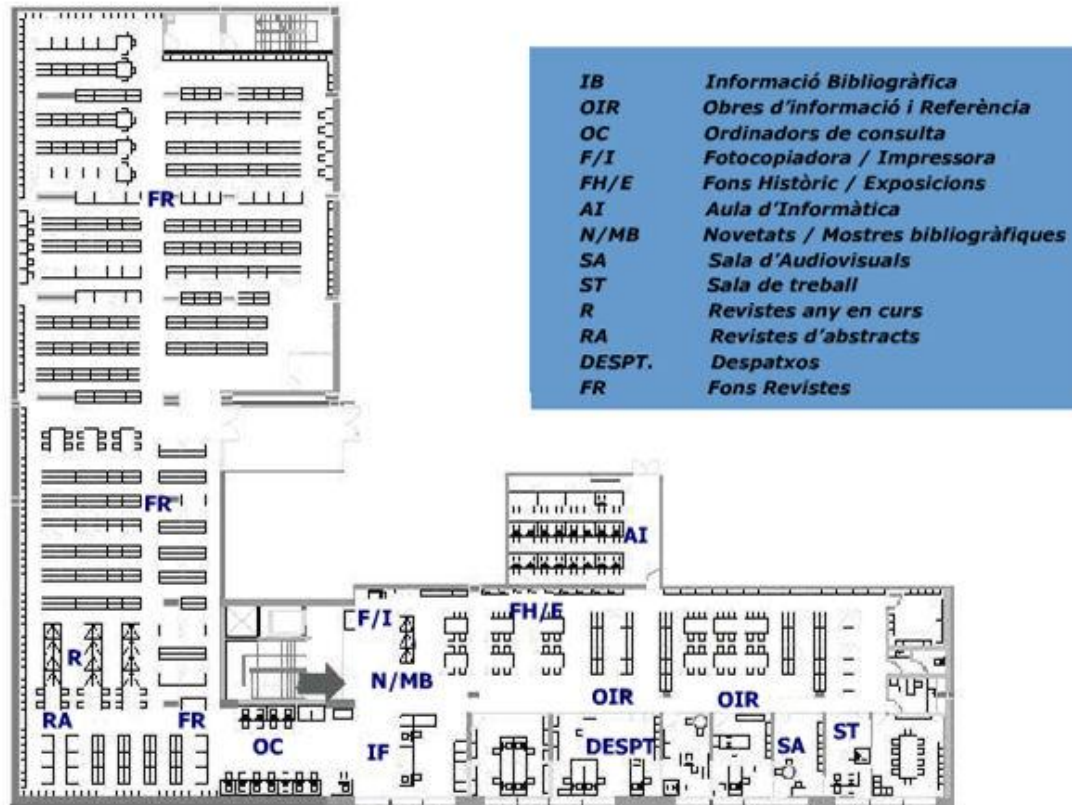 IB Informació Bibliogràfica
OIR Obres d'informació i Referència
OC Ordinadors de consulta
F/I Fotocopiadora / Impressora
FH/E Fons Històric / Exposicions
AI Aula d'Informàtica
N/MB Novetats / Mostres bibliogràfiques
SA Sala d'Audiovisuals
ST Sala de treball
R Revistes any en curs
RA Revistes d'abstracts
DESPT. Despatxos
FR Fons Revistes
FR
FR
AI
F/I
FH/E
R
N/MB
OIR
OIR
RA
FR
OC
IF
DESPT
SA
ST